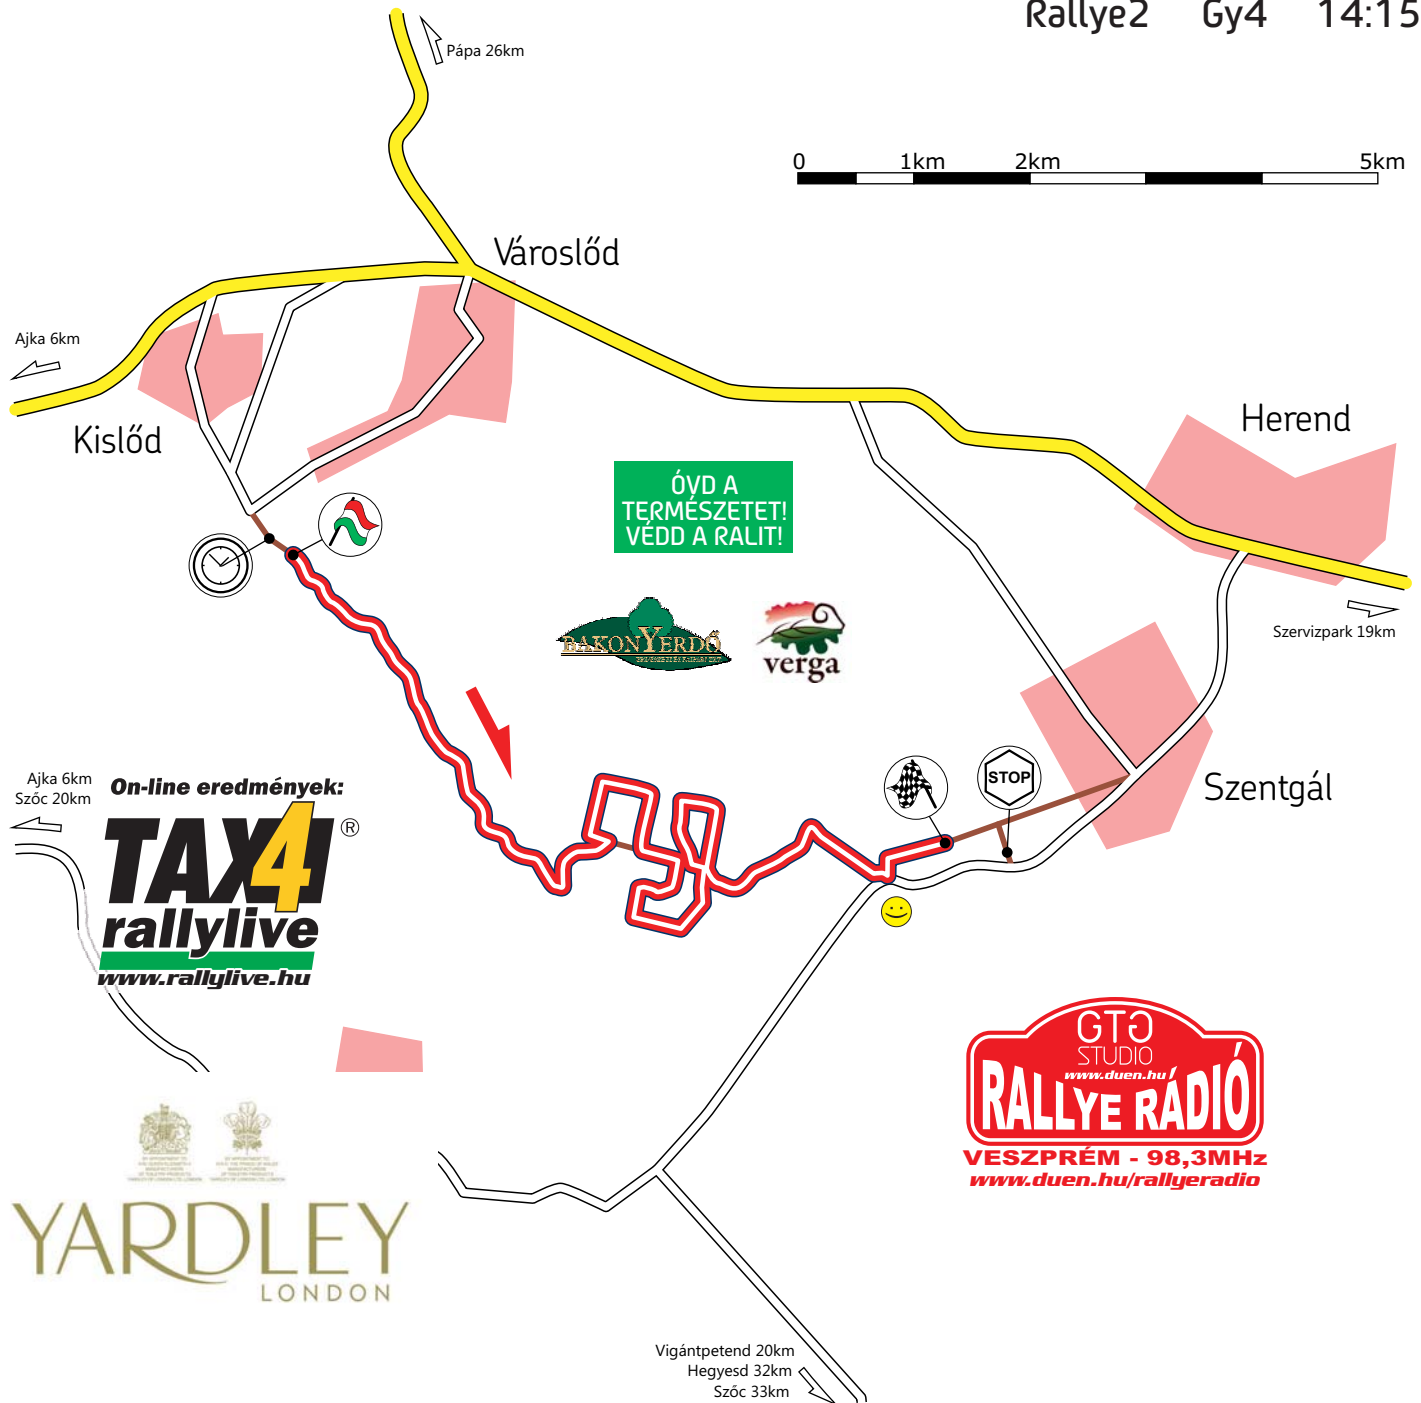 Rallye2 Gy4 14:15
Pápa 26km
0 1km 2km 5km
Városlőd
Ajka 6km
Kislőd
Herend
ÓVD A
TERMÉSZETET!
VÉDD A RALIT!
Szervizpark 19km
BAKONYERDŐ
verga
Ajka 6km
Szőc 20km
On-line eredmények:
TAX4
®
rallylive
www.rallylive.hu
STOP
Szentgál
GTG
STUDIO
www.duen.hu
RALLYE RÁDIÓ
VESZPRÉM - 98,3MHz
www.duen.hu/rallyeradio
YARDLEY
LONDON
Vigántpetend 20km
Hegyesd 32km
Szőc 33km